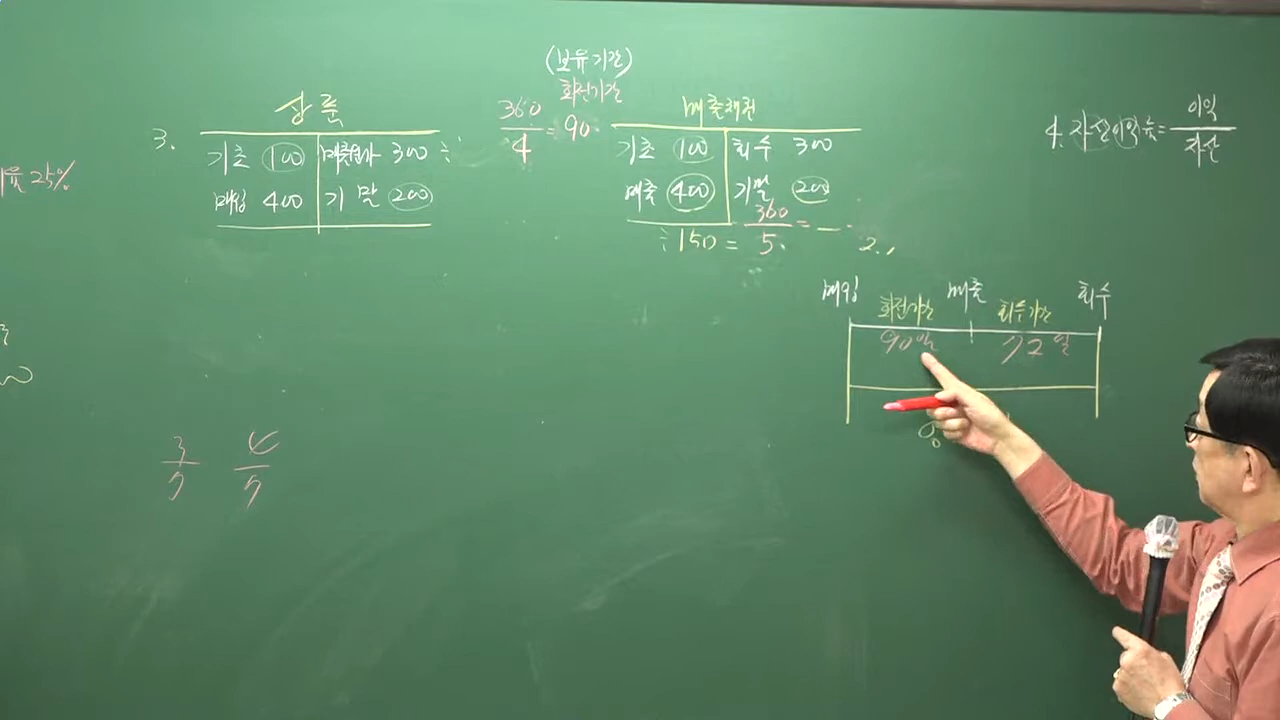 율 25%
3. 상품
기초 100 매출원가 300 ÷
매입 400 기말 200
(보유기간)
회전기간
360
4
= 90
매출채권
기초 100 회수 300
매출 400 기말 200
÷ 150 = 360
5
= —
2.,
4. 자산이익률 = 이익
자산
매입 매출 회수
회전기간 회수기간
90일 72일
3
5
5